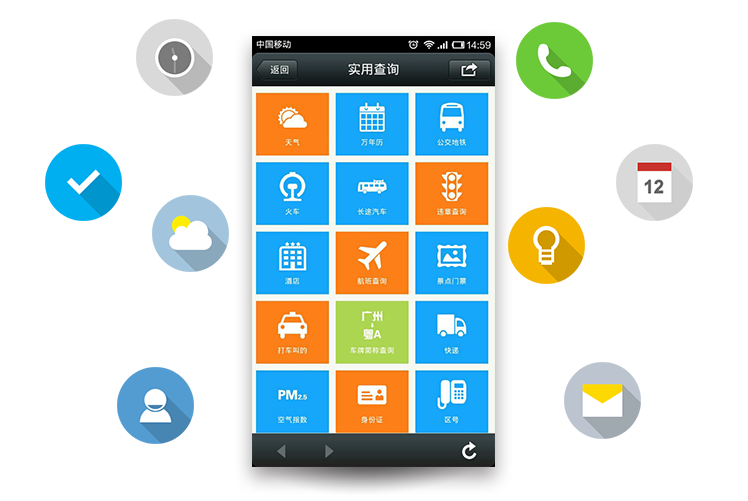 中国移动 14:59
返回 实用查询
天气 万年历 公交地铁
12
火车 长途汽车 违章查询
酒店 航班查询 景点门票
广州
粤A
打车叫的 车牌简称查询 快递
PM2.5
空气指数 身份证 区号